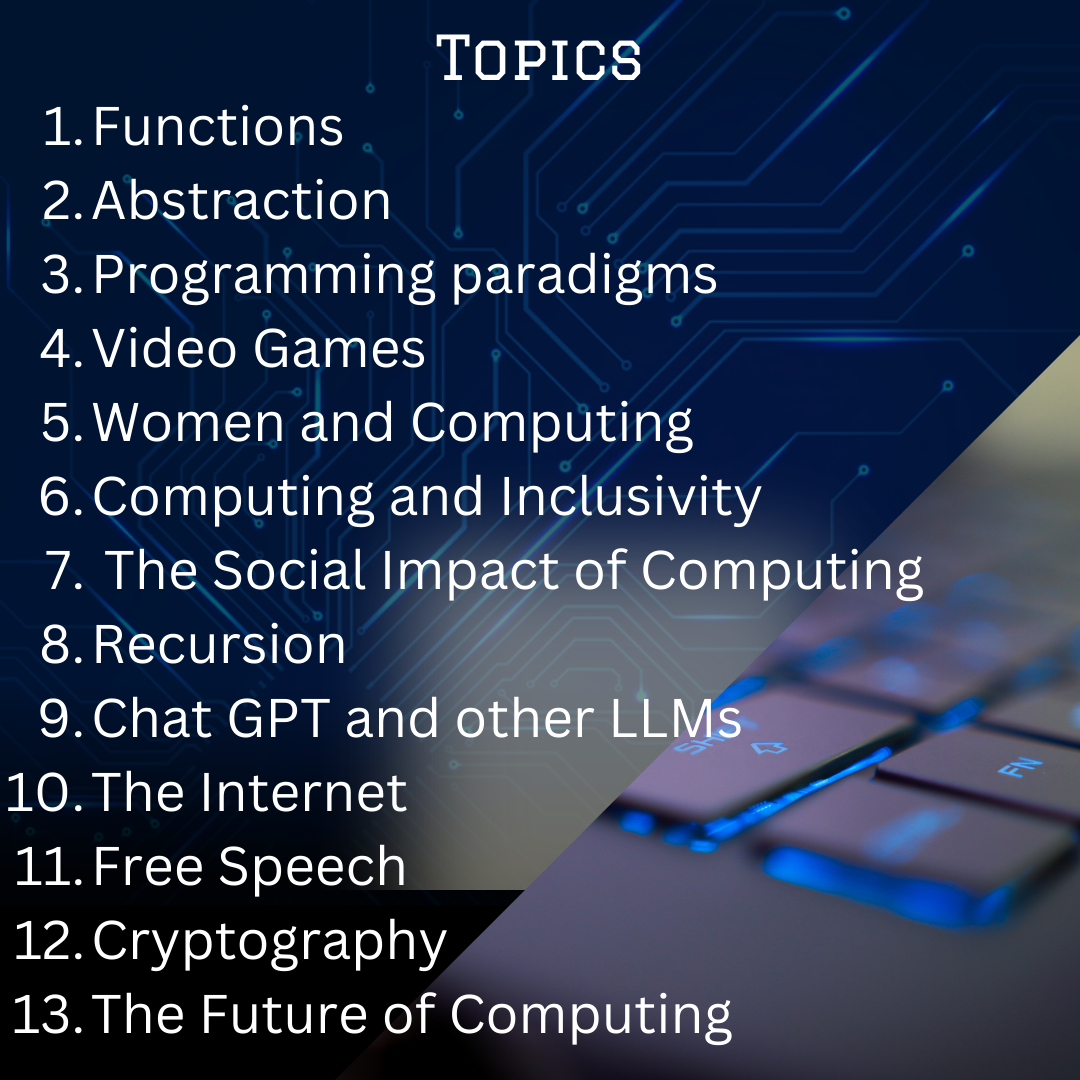 Topics
1. Functions
2. Abstraction
3. Programming paradigms
4. Video Games
5. Women and Computing
6. Computing and Inclusivity
7. The Social Impact of Computing
8. Recursion
9. Chat GPT and other LLMs
10. The Internet
11. Free Speech
12. Cryptography
13. The Future of Computing
SHIFT
FN